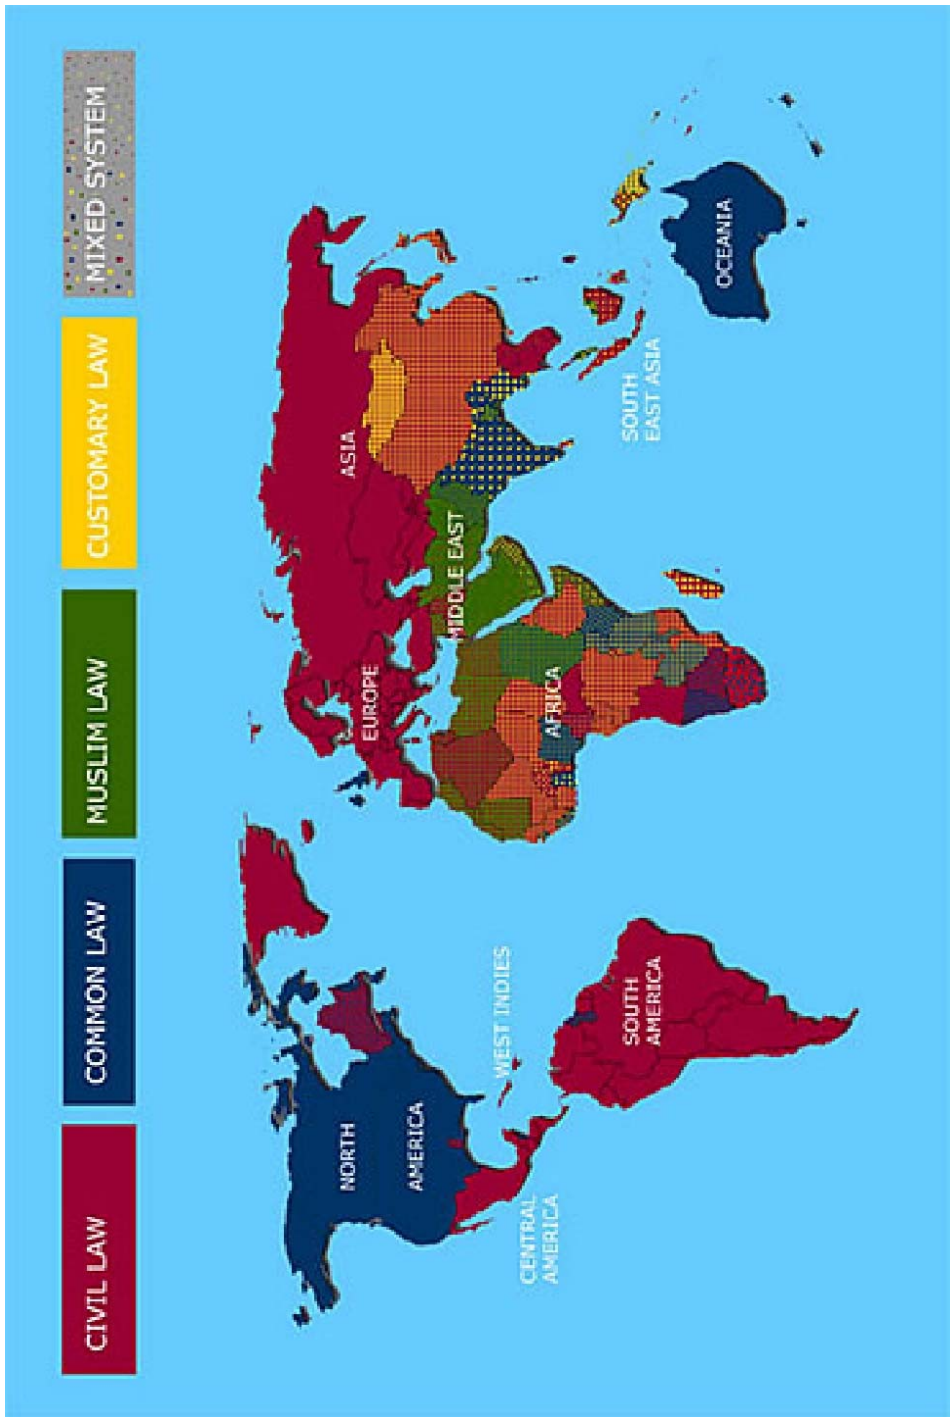 CIVIL LAW
COMMON LAW
MUSLIM LAW
CUSTOMARY LAW
MIXED SYSTEM
NORTH
AMERICA
CENTRAL
AMERICA
WEST INDIES
SOUTH
AMERICA
EUROPE
ASIA
MIDDLE EAST
AFRICA
SOUTH
EAST ASIA
OCEANIA